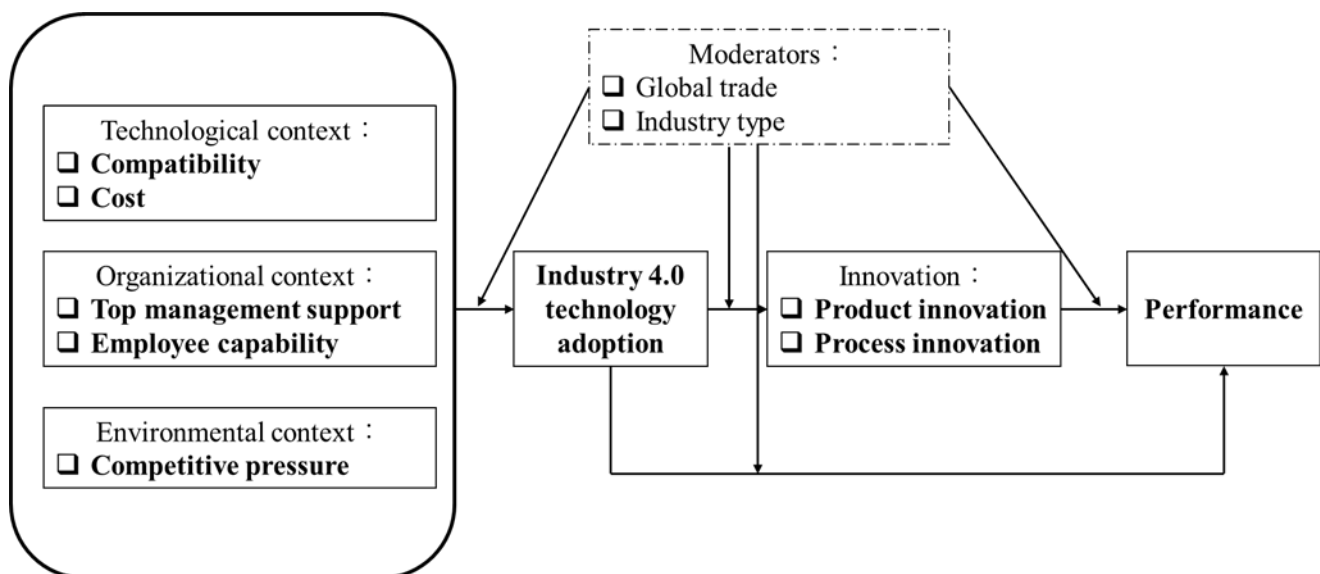 Moderators：
❑ Global trade
❑ Industry type
Technological context：
❑ Compatibility
❑ Cost
Organizational context：
❑ Top management support
❑ Employee capability
Environmental context：
❑ Competitive pressure
Industry 4.0
technology
adoption
Innovation：
❑ Product innovation
❑ Process innovation
Performance